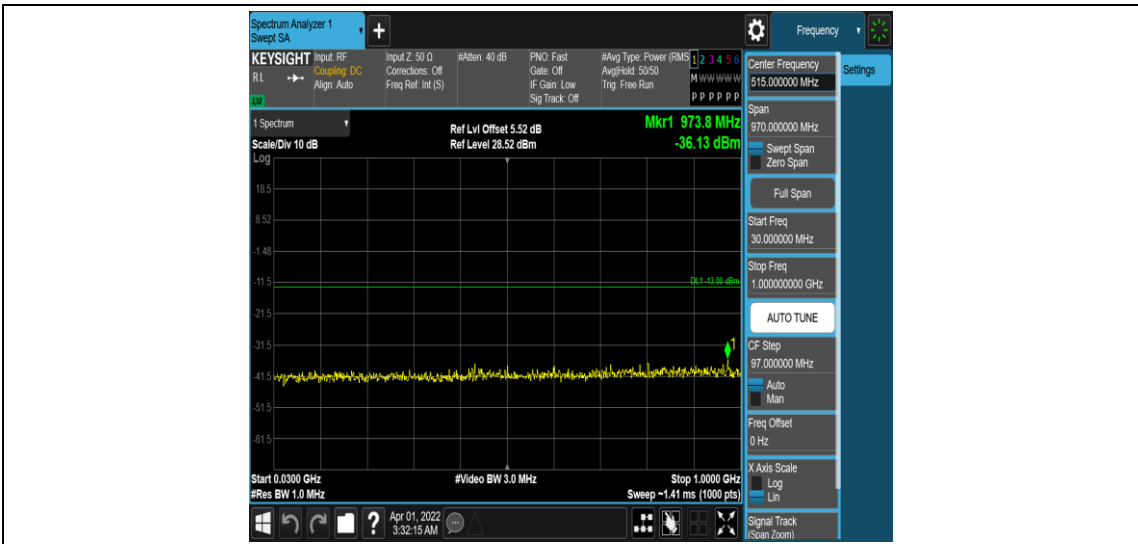 Spectrum Analyzer 1
Swept SA
+
Frequency
KEYSIGHT
RL
LXI
Input: RF
Coupling: DC
Align: Auto
Input Z: 50 Ω
Corrections: Off
Freq Ref: Int (S)
#Atten: 40 dB
PNO: Fast
Gate: Off
IF Gain: Low
Sig Track: Off
#Avg Type: Power (RMS
Avg|Hold: 50/50
Trig: Free Run
1 2 3 4 5 6
M W W W W W
P P P P P P
1 Spectrum
Scale/Div 10 dB
Log
Ref Lvl Offset 5.52 dB
Ref Level 28.52 dBm
Mkr1 973.8 MHz
-36.13 dBm
18.5
8.52
-1.48
-11.5
DL1 -13.00 dBm
-21.5
-31.5
1
-41.5
-51.5
-61.5
Start 0.0300 GHz
#Res BW 1.0 MHz
#Video BW 3.0 MHz
Stop 1.0000 GHz
Sweep ~1.41 ms (1000 pts)
?
Apr 01, 2022
3:32:15 AM
Center Frequency
515.000000 MHz
Settings
Span
970.000000 MHz
Swept Span
Zero Span
Full Span
Start Freq
30.000000 MHz
Stop Freq
1.000000000 GHz
AUTO TUNE
CF Step
97.000000 MHz
Auto
Man
Freq Offset
0 Hz
X Axis Scale
Log
Lin
Signal Track
(Span Zoom)